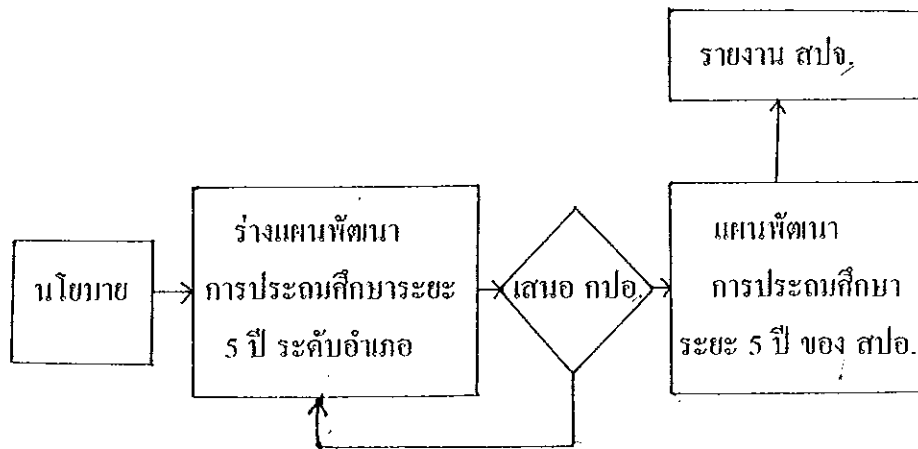 รายงาน สปจ.
นโยบาย
ร่างแผนพัฒนา
การประถมศึกษาระยะ
5 ปี ระดับอำเภอ
เสนอ กปอ.
แผนพัฒนา
การประถมศึกษา
ระยะ 5 ปี ของ สปอ.